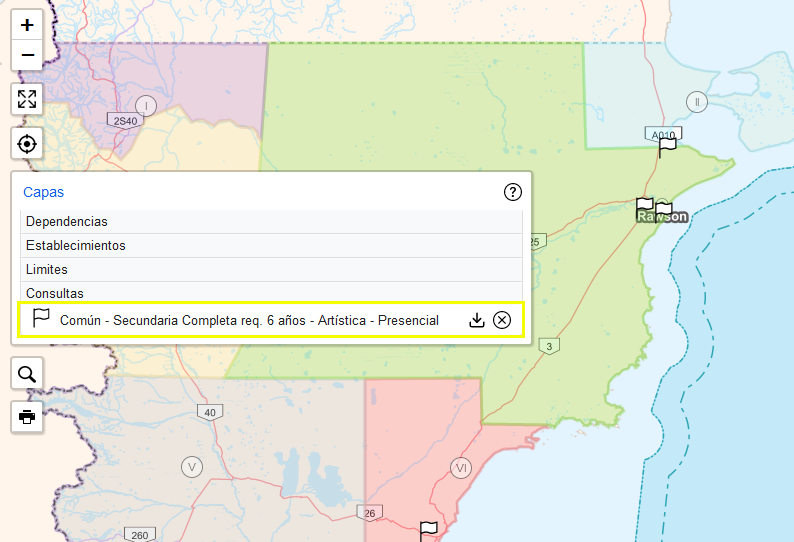 +
−
I
2S40
II
A010
Capas
?
Dependencias
Rawson
25
Establecimientos
Limites
Consultas
Común - Secundaria Completa req. 6 años - Artística - Presencial
3
40
V
VI
26
260